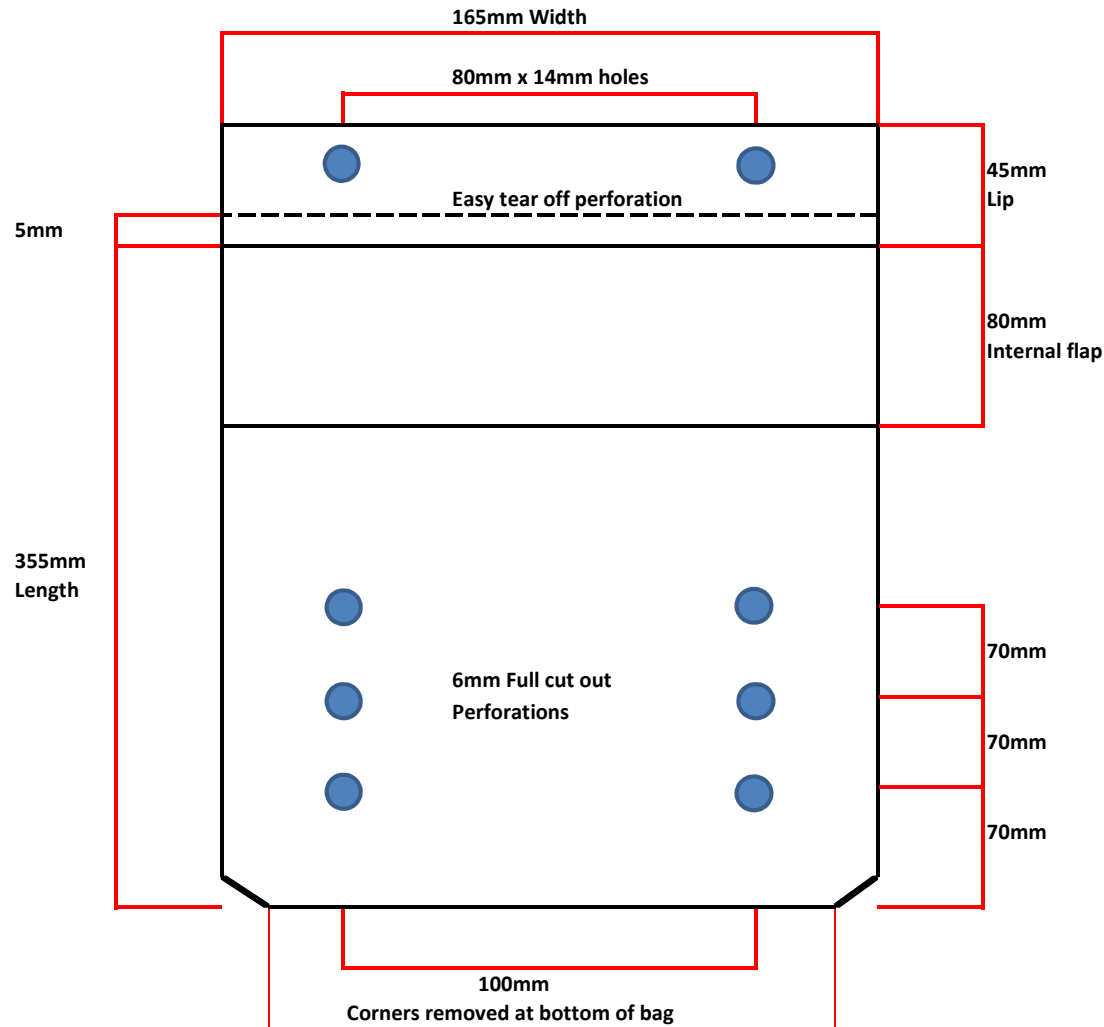 165mm Width
80mm x 14mm holes
45mm
Lip
Easy tear off perforation
5mm
80mm
Internal flap
355mm
Length
70mm
6mm Full cut out
Perforations
70mm
70mm
100mm
Corners removed at bottom of bag